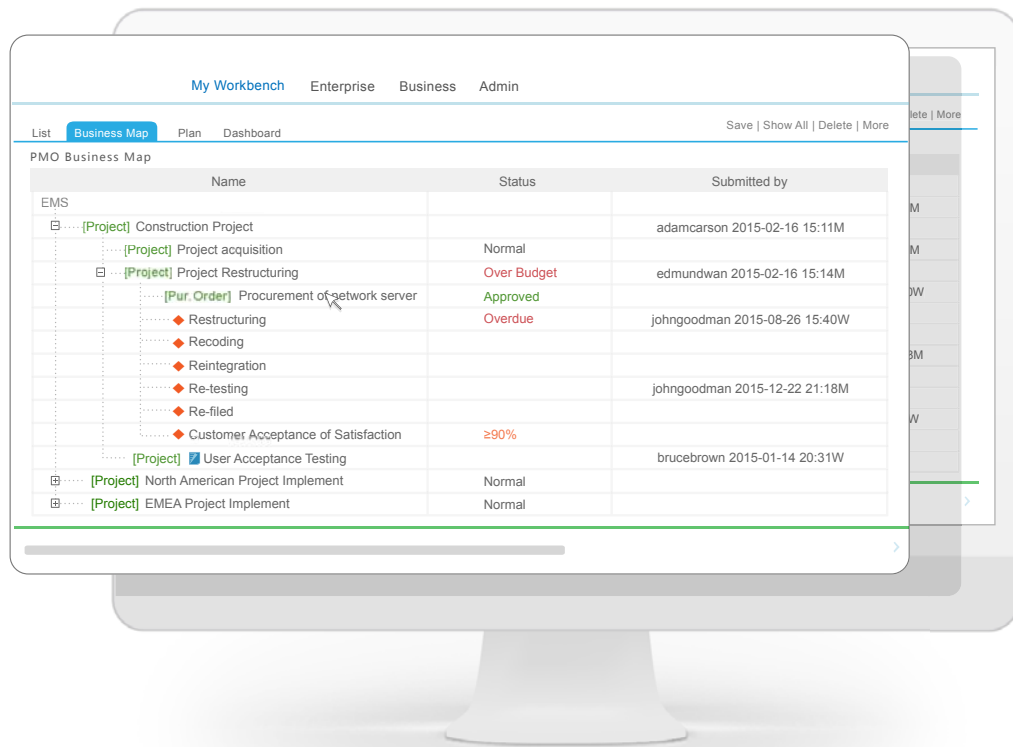 My Workbench Enterprise Business Admin
List Business Map Plan Dashboard Save | Show All | Delete | More
lete | More
PMO Business Map
Name Status Submitted by
EMS
[Project] Construction Project adamcarson 2015-02-16 15:11M
M
[Project] Project acquisition Normal
M
[Project] Project Restructuring Over Budget edmundwan 2015-02-16 15:14M
[Pur. Order] Procurement of network server Approved
0W
Restructuring Overdue johngoodman 2015-08-26 15:40W
Recoding
8M
Reintegration
Re-testing johngoodman 2015-12-22 21:18M
Re-filed
W
Customer Acceptance of Satisfaction ≥90%
[Project] User Acceptance Testing brucebrown 2015-01-14 20:31W
[Project] North American Project Implement Normal
[Project] EMEA Project Implement Normal